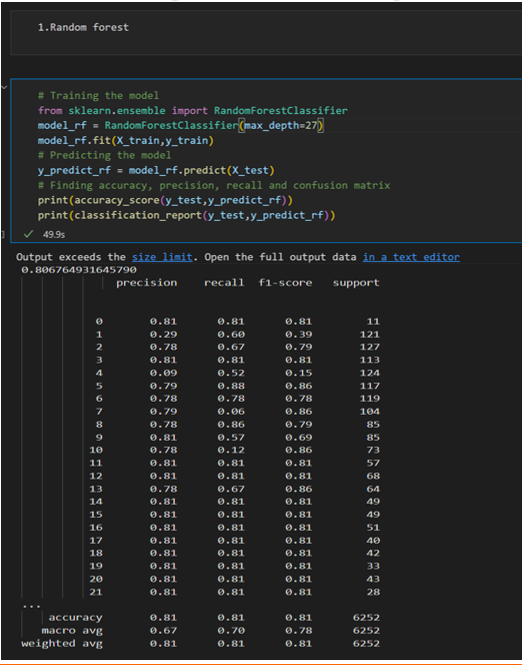 1.Random forest
# Training the model
from sklearn.ensemble import RandomForestClassifier
model_rf = RandomForestClassifier(max_depth=27)
model_rf.fit(X_train,y_train)
# Predicting the model
y_predict_rf = model_rf.predict(X_test)
# Finding accuracy, precision, recall and confusion matrix
print(accuracy_score(y_test,y_predict_rf))
print(classification_report(y_test,y_predict_rf))
✓ 49.9s
Output exceeds the size limit. Open the full output data in a text editor
0.806764931645790
precision recall f1-score support
0 0.81 0.81 0.81 11
1 0.29 0.60 0.39 121
2 0.78 0.67 0.79 127
3 0.81 0.81 0.81 113
4 0.09 0.52 0.15 124
5 0.79 0.88 0.86 117
6 0.78 0.78 0.78 119
7 0.79 0.06 0.86 104
8 0.78 0.86 0.79 85
9 0.81 0.57 0.69 85
10 0.78 0.12 0.86 73
11 0.81 0.81 0.81 57
12 0.81 0.81 0.81 68
13 0.78 0.67 0.86 64
14 0.81 0.81 0.81 49
15 0.81 0.81 0.81 49
16 0.81 0.81 0.81 51
17 0.81 0.81 0.81 40
18 0.81 0.81 0.81 42
19 0.81 0.81 0.81 33
20 0.81 0.81 0.81 43
21 0.81 0.81 0.81 28
...
accuracy 0.81 0.81 0.81 6252
macro avg 0.67 0.70 0.78 6252
weighted avg 0.81 0.81 0.81 6252